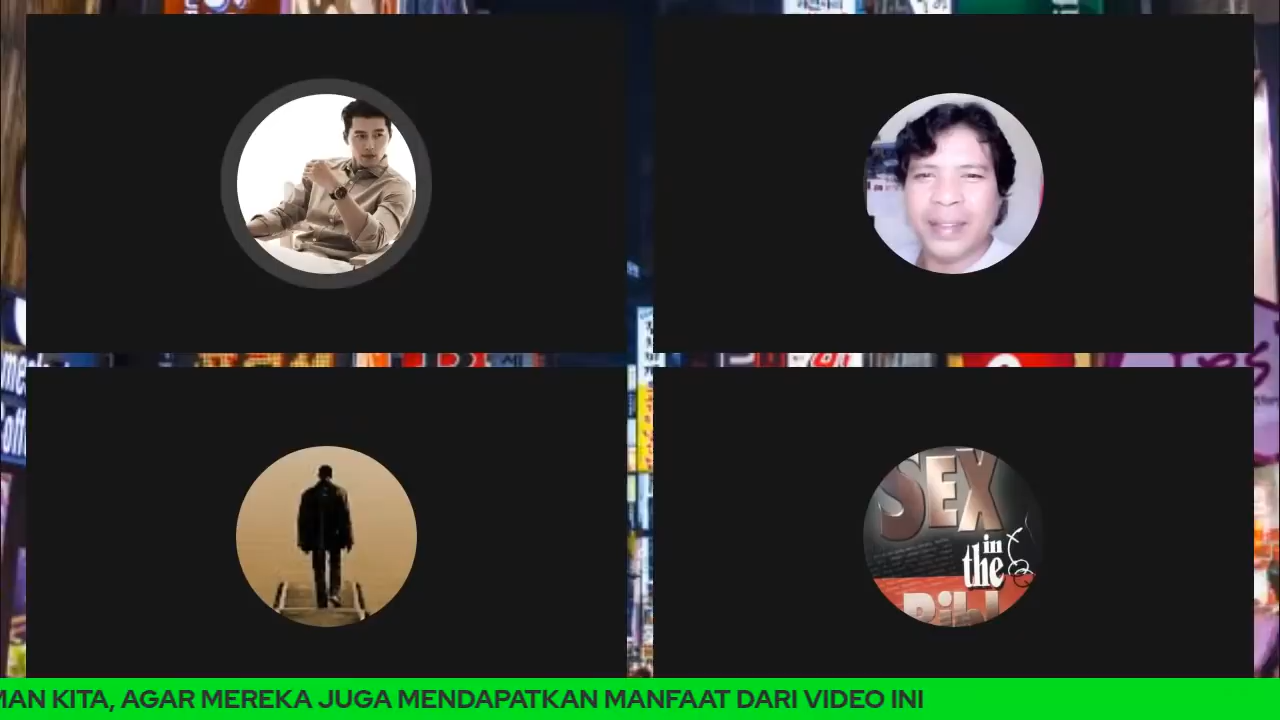 SEX
in
the
MAN KITA, AGAR MEREKA JUGA MENDAPATKAN MANFAAT DARI VIDEO INI